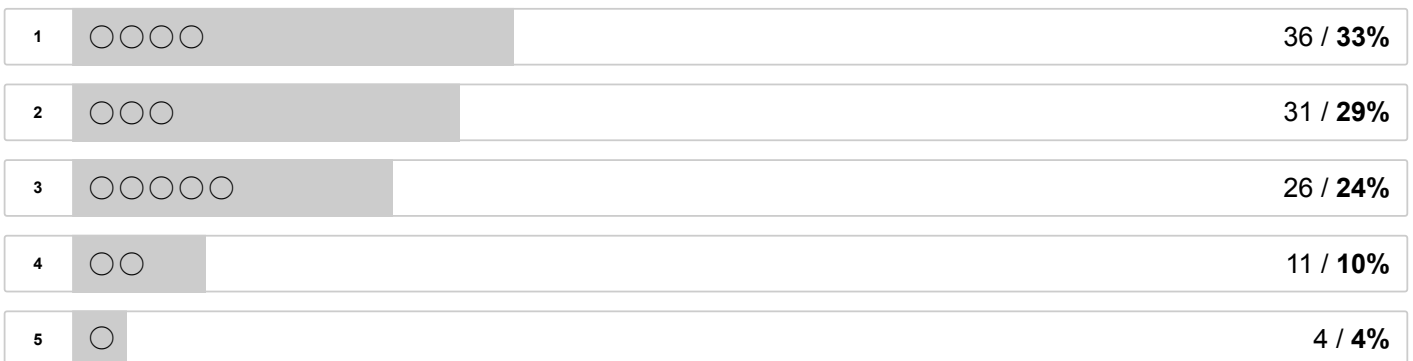 1 ○○○○ 36 / 33%
2 ○○○ 31 / 29%
3 ○○○○○ 26 / 24%
4 ○○ 11 / 10%
5 ○ 4 / 4%